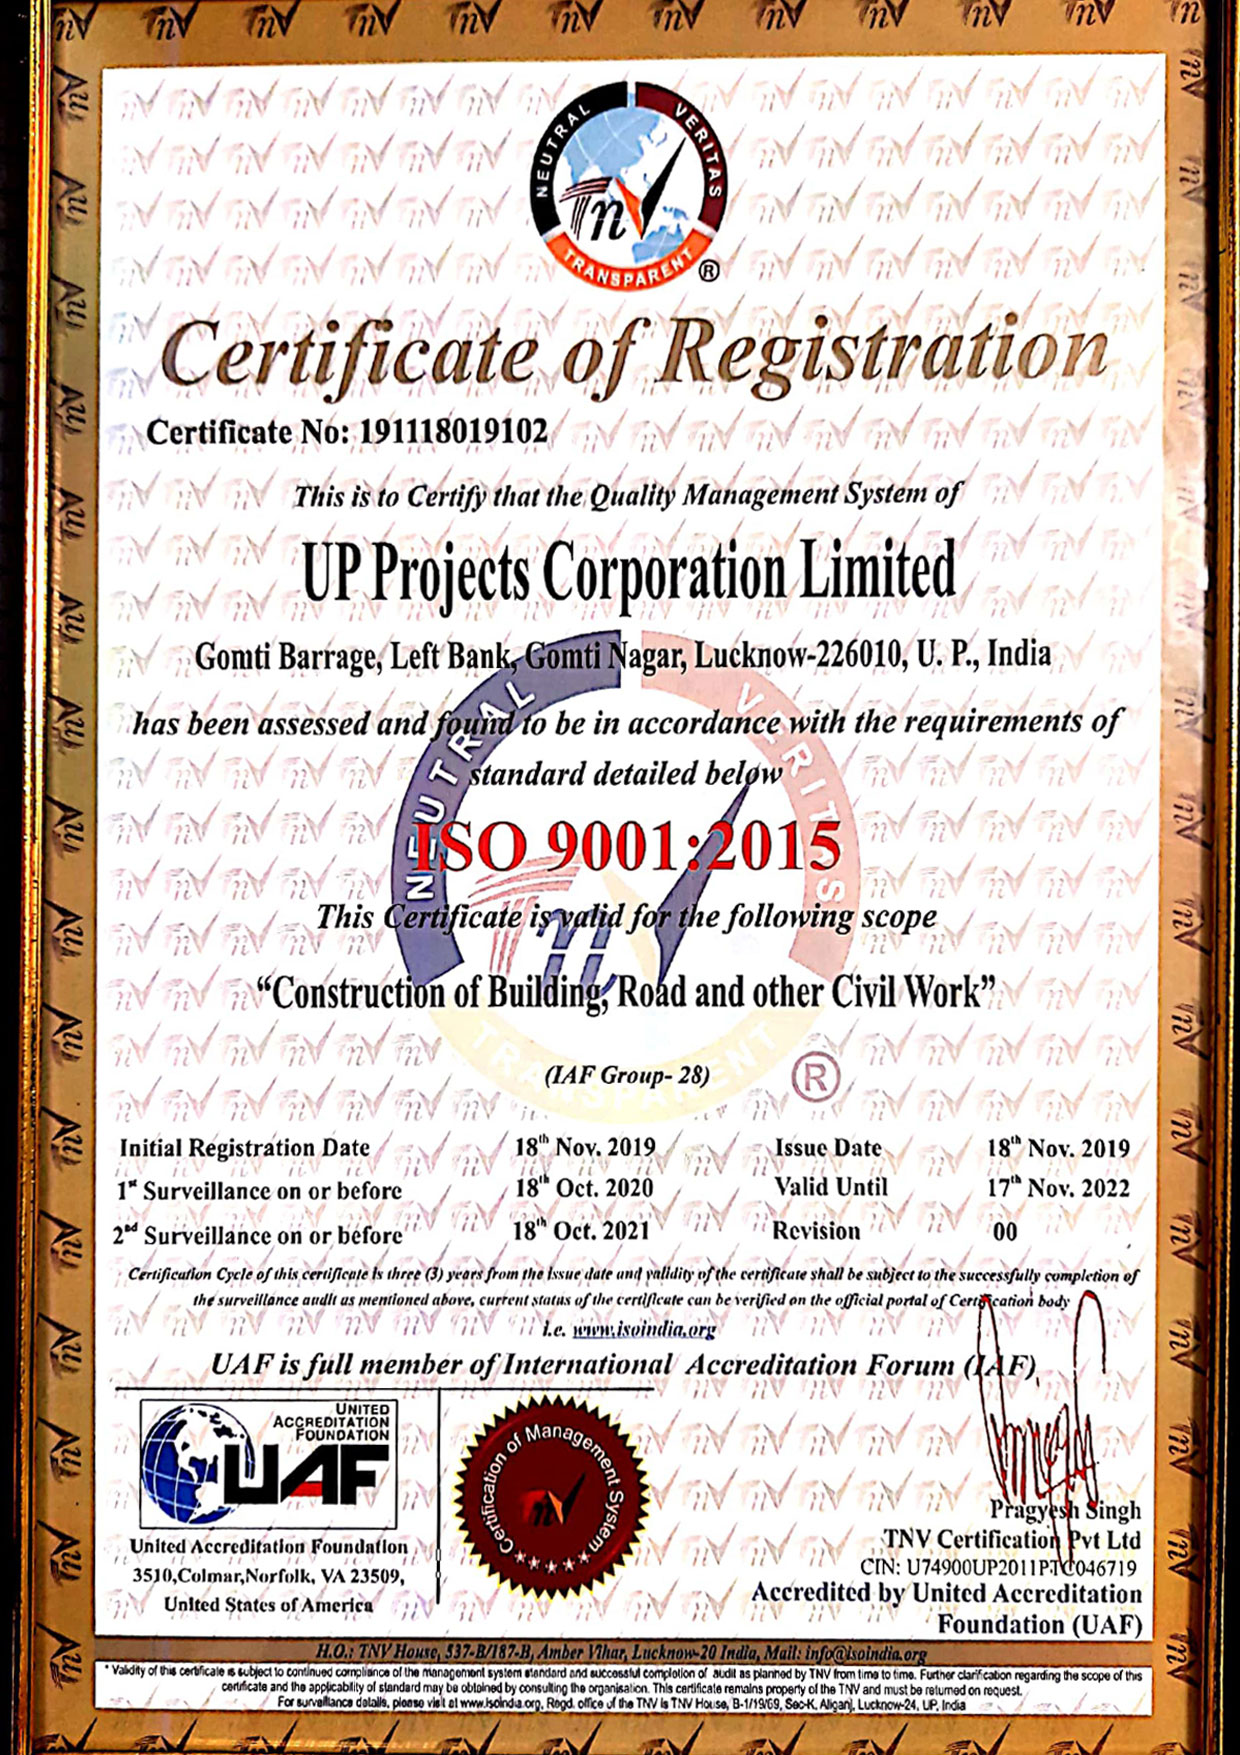 NEUTRAL VERITAS
TnV
TRANSPARENT ®
Certificate of Registration
Certificate No: 191118019102
This is to Certify that the Quality Management System of
UP Projects Corporation Limited
Gomti Barrage, Left Bank, Gomti Nagar, Lucknow-226010, U. P., India
has been assessed and found to be in accordance with the requirements of
standard detailed below
NEUTRAL VERITAS
ISO 9001:2015
This Certificate is valid for the following scope
“Construction of Building, Road and other Civil Work”
TRANSPARENT ®
(IAF Group- 28)
Initial Registration Date 18th Nov. 2019 Issue Date 18th Nov. 2019
1st Surveillance on or before 18th Oct. 2020 Valid Until 17th Nov. 2022
2nd Surveillance on or before 18th Oct. 2021 Revision 00
Certification Cycle of this certificate is three (3) years from the issue date and validity of the certificate shall be subject to the successfully completion of
the surveillance audit as mentioned above, current status of the certificate can be verified on the official portal of Certification body
i.e. www.isoindia.org
UAF is full member of International Accreditation Forum (IAF)
UNITED
ACCREDITATION
FOUNDATION
UAF
United Accreditation Foundation
3510,Colmar,Norfolk, VA 23509,
United States of America
Certification of Management System
TnV
Pragyesh Singh
TNV Certification Pvt Ltd
CIN: U74900UP2011PTC046719
Accredited by United Accreditation
Foundation (UAF)
H.O.: TNV House, 537-B/187-B, Amber Vihar, Lucknow-20 India, Mail: info@isoindia.org
* Validity of this certificate is subject to continued compliance of the management system standard and successful completion of audit as planned by TNV from time to time. Further clarification regarding the scope of this
certificate and the applicability of standard may be obtained by consulting the organisation. This certificate remains property of the TNV and must be returned on request.
For surveillance details, please visit at www.isoindia.org, Regd. office of the TNV is TNV House, B-1/19/69, Sec-K, Aliganj, Lucknow-24, UP, India